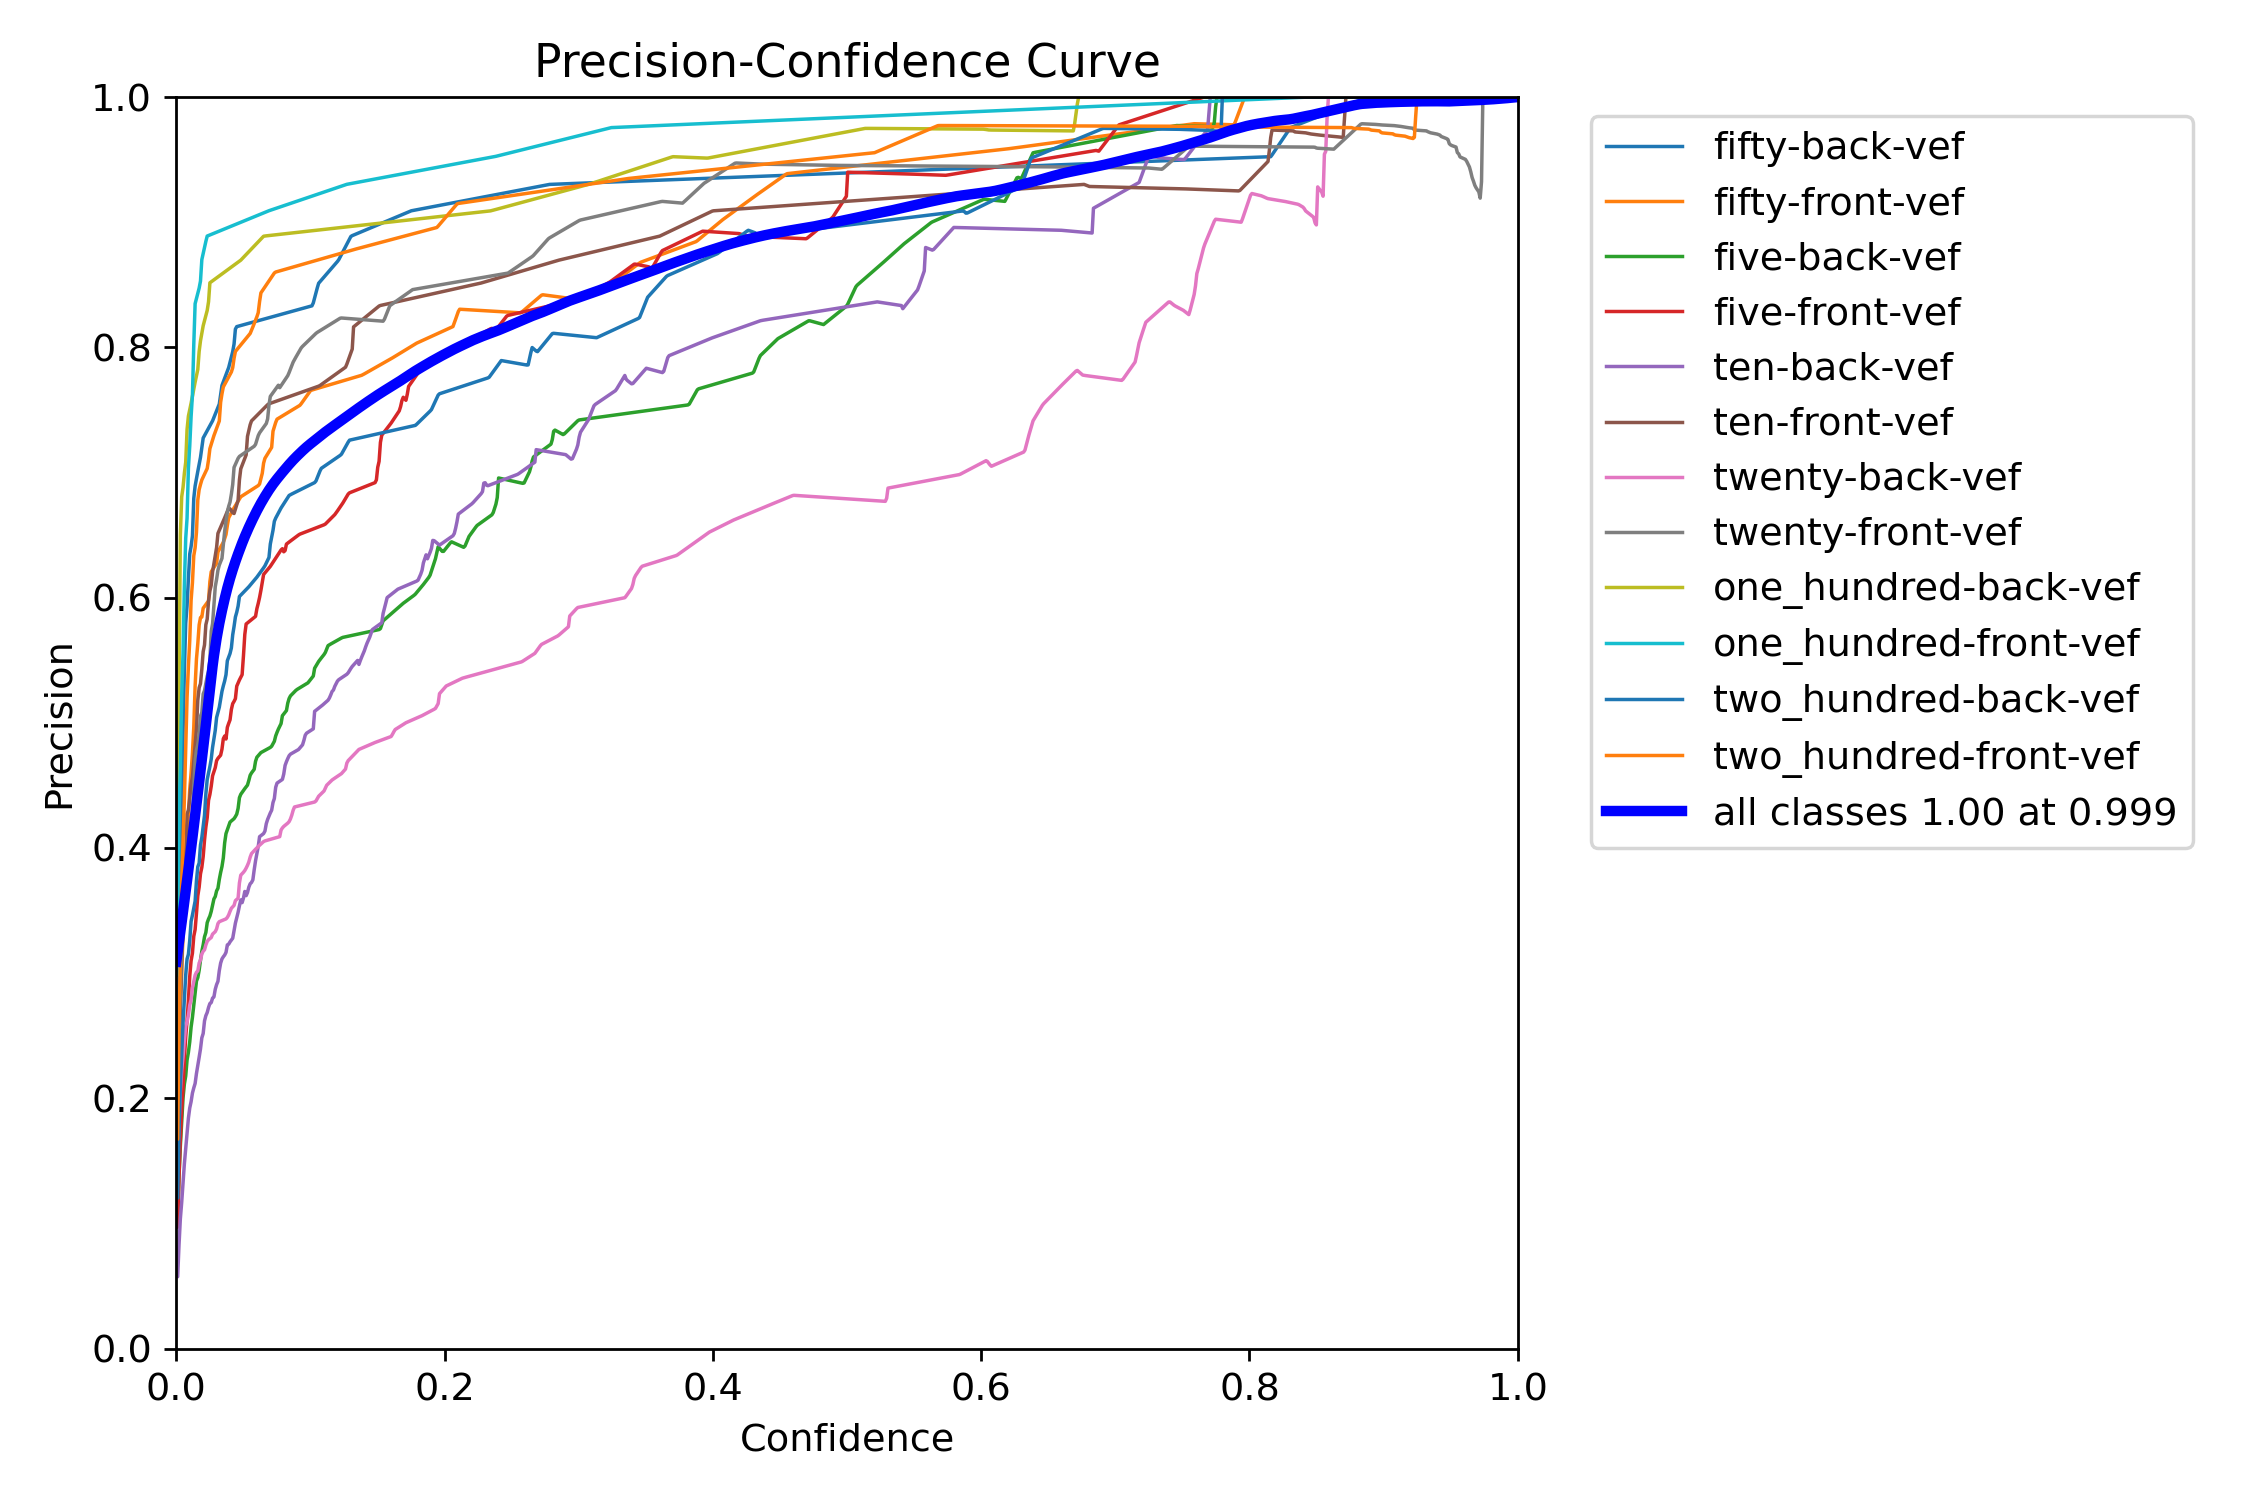 Precision-Confidence Curve
1.0
0.8
0.6
0.4
0.2
0.0
Precision
0.0 0.2 0.4 0.6 0.8 1.0
Confidence
fifty-back-vef
fifty-front-vef
five-back-vef
five-front-vef
ten-back-vef
ten-front-vef
twenty-back-vef
twenty-front-vef
one_hundred-back-vef
one_hundred-front-vef
two_hundred-back-vef
two_hundred-front-vef
all classes 1.00 at 0.999